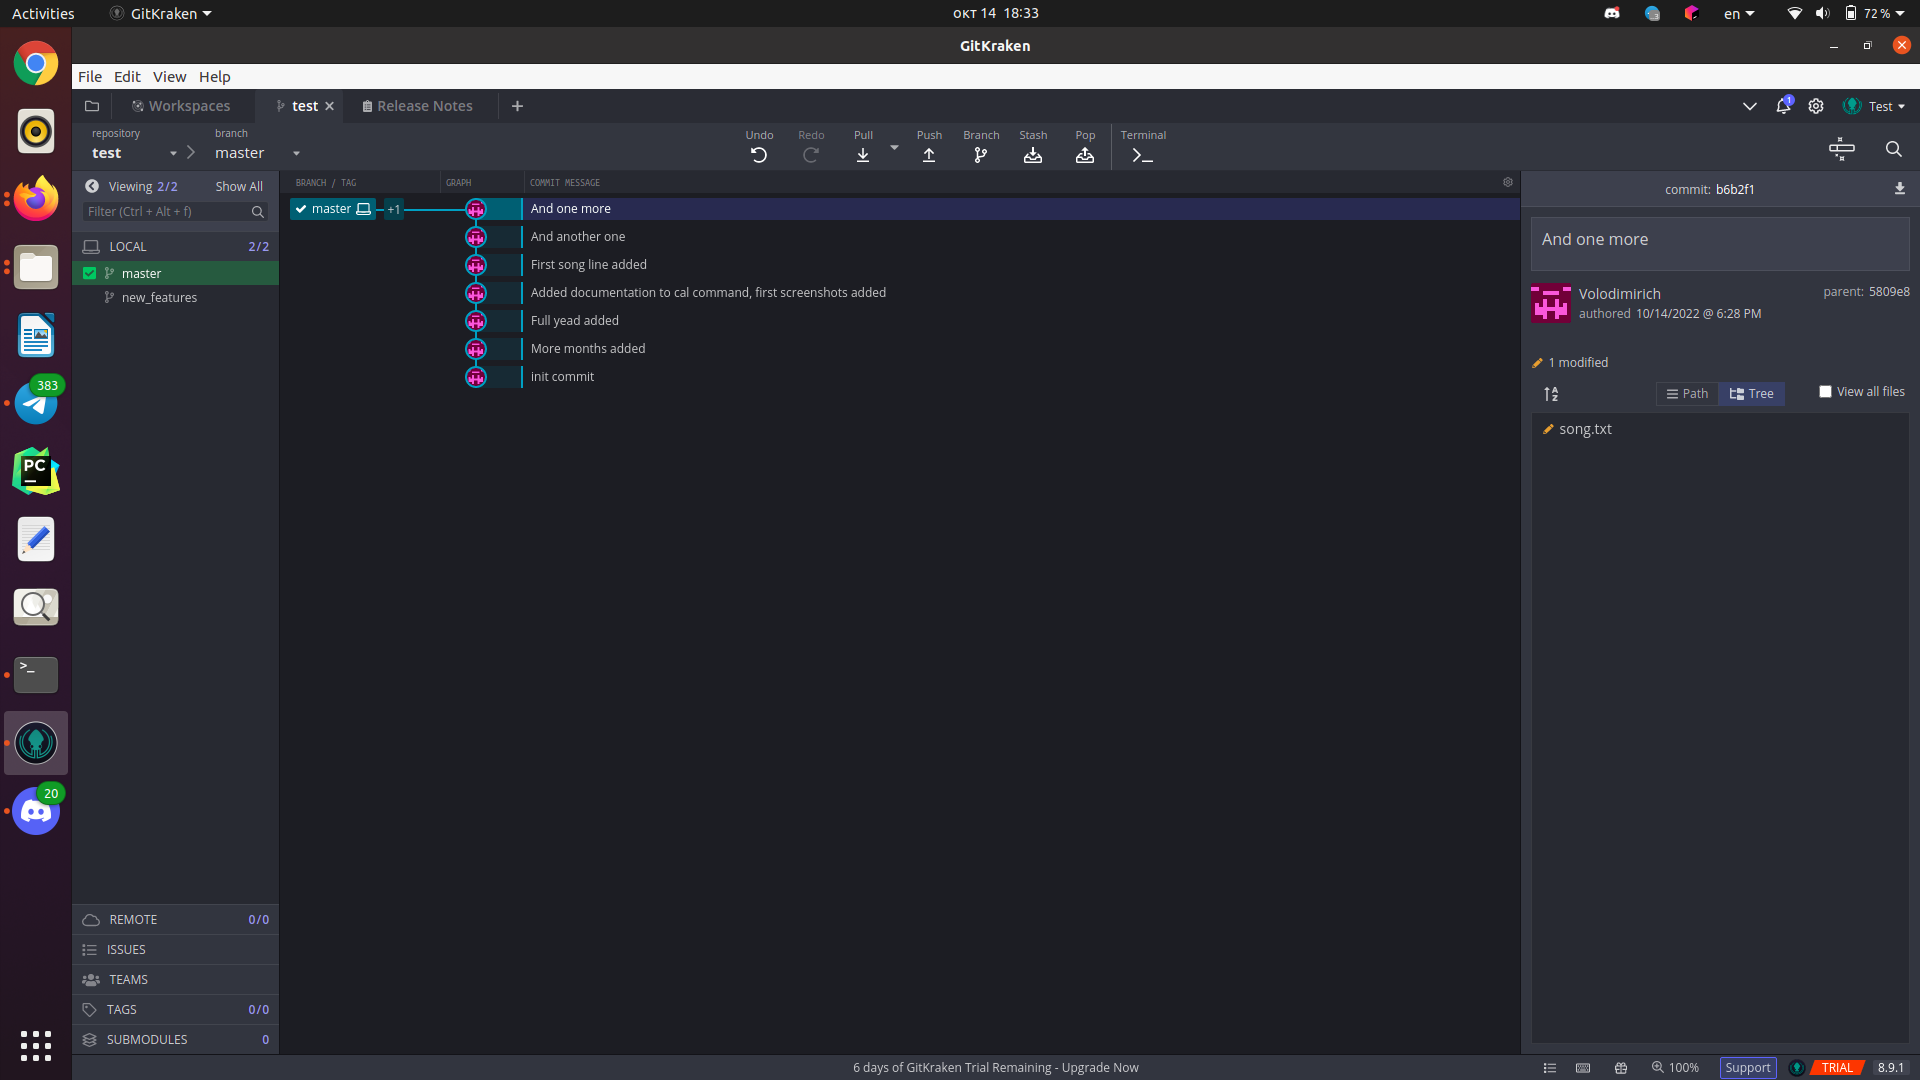 Activities GitKraken окт 14 18:33 en 72 %
GitKraken
File Edit View Help
Workspaces test Release Notes 1 Test
repository branch Undo Redo Pull Push Branch Stash Pop Terminal
test master
Viewing 2/2 Show All
BRANCH / TAG GRAPH COMMIT MESSAGE
commit: b6b2f1
Filter (Ctrl + Alt + f)
master +1 And one more
And another one
First song line added
Added documentation to cal command, first screenshots added
Full yead added
More months added
init commit
LOCAL 2/2
master
new_features
And one more
Volodimirich parent: 5809e8
authored 10/14/2022 @ 6:28 PM
1 modified
A
Z
Path Tree View all files
song.txt
383
PC
>_
20
REMOTE 0/0
ISSUES
TEAMS
TAGS 0/0
SUBMODULES 0
6 days of GitKraken Trial Remaining - Upgrade Now 100% Support TRIAL 8.9.1